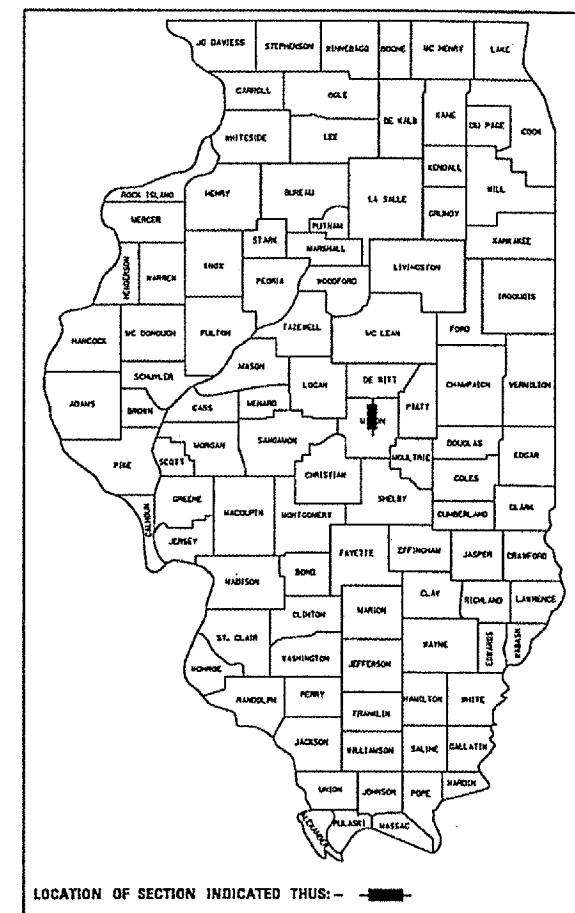 JO DAVIESS STEPHENSON WINNEBAGO BOONE MC HENRY LAKE
CARROLL OGLE DE KALB KANE DU PAGE COOK
WHITESIDE LEE KENDALL WILL
ROCK ISLAND HENRY BUREAU LA SALLE GRUNDY
MERCER PUTNAM KANKAKEE
HENDERSON WARREN KNOX STARK MARSHALL LIVINGSTON IROQUOIS
PEORIA WOODFORD
HANCOCK MC DONOUGH FULTON TAZEWELL MC LEAN FORD
SCHUYLER MASON LOGAN DE WITT CHAMPAIGN VERMILION
ADAMS BROWN CASS MENARD PIATT
PIKE SCOTT MORGAN SANGAMON MOULTRIE DOUGLAS EDGAR
CHRISTIAN COLES
CALHOUN GREENE MACOUPIN MONTGOMERY SHELBY CUMBERLAND CLARK
JERSEY FAYETTE EFFINGHAM JASPER CRAWFORD
MADISON BOND CLAY RICHLAND LAWRENCE
CLINTON MARION
ST. CLAIR WASHINGTON JEFFERSON WAYNE EDWARDS WABASH
MONROE
RANDOLPH PERRY FRANKLIN HAMILTON WHITE
JACKSON WILLIAMSON SALINE GALLATIN
UNION JOHNSON POPE HARDIN
ALEXANDER PULASKI MASSAC
LOCATION OF SECTION INDICATED THUS:-